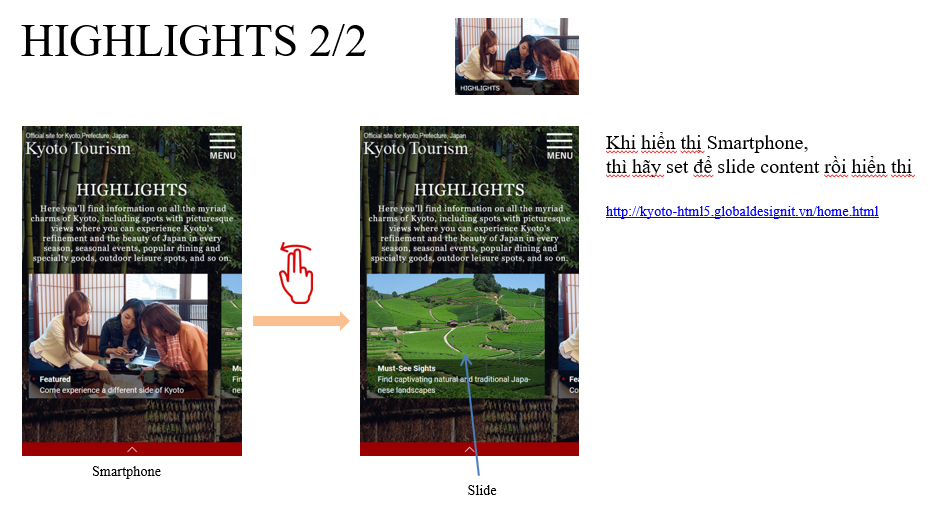 HIGHLIGHTS 2/2
HIGHLIGHTS
Official site for Kyoto Prefecture, Japan
Kyoto Tourism
MENU
HIGHLIGHTS
Here you'll find information on all the myriad
charms of Kyoto, including spots with picturesque
views where you can experience Kyoto's
refinement and the beauty of Japan in every
season, seasonal events, popular dining and
specialty goods, outdoor leisure spots, and so on.
Featured
Come experience a different side of Kyoto
Mu
Fin
nes
Smartphone
Official site for Kyoto Prefecture, Japan
Kyoto Tourism
MENU
HIGHLIGHTS
Here you'll find information on all the myriad
charms of Kyoto, including spots with picturesque
views where you can experience Kyoto's
refinement and the beauty of Japan in every
season, seasonal events, popular dining and
specialty goods, outdoor leisure spots, and so on.
Must-See Sights
Find captivating natural and traditional Japa-
nese landscapes
Fe
Co
Slide
Khi hiển thị Smartphone,
thì hãy set để slide content rồi hiển thị
http://kyoto-html5.globaldesignit.vn/home.html